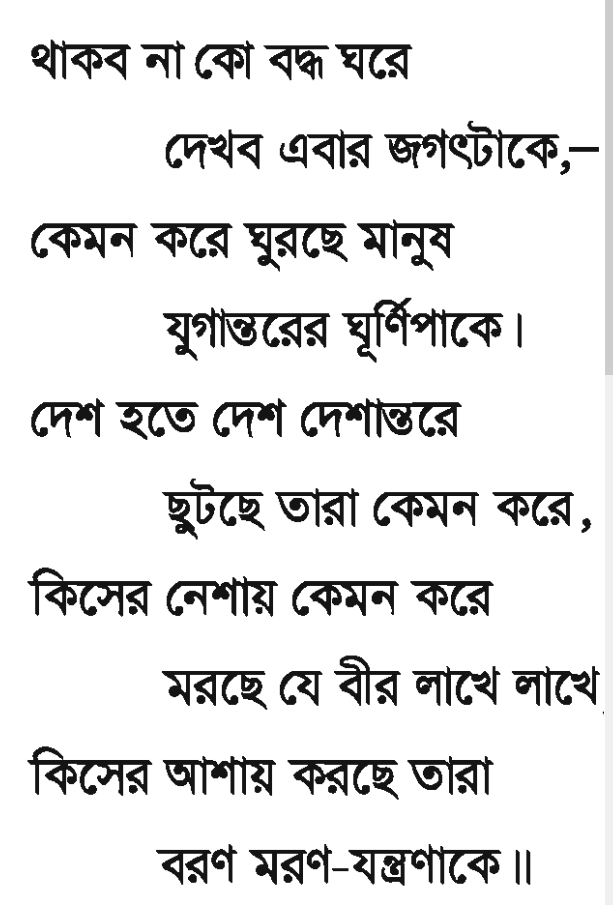 থাকব না কো বদ্ধ ঘরে
দেখব এবার জগৎটাকে,–
কেমন করে ঘুরছে মানুষ
যুগান্তরের ঘূর্ণিপাকে।
দেশ হতে দেশ দেশান্তরে
ছুটছে তারা কেমন করে,
কিসের নেশায় কেমন করে
মরছে যে বীর লাখে লাখে,
কিসের আশায় করছে তারা
বরণ মরণ-যন্ত্রণাকে॥